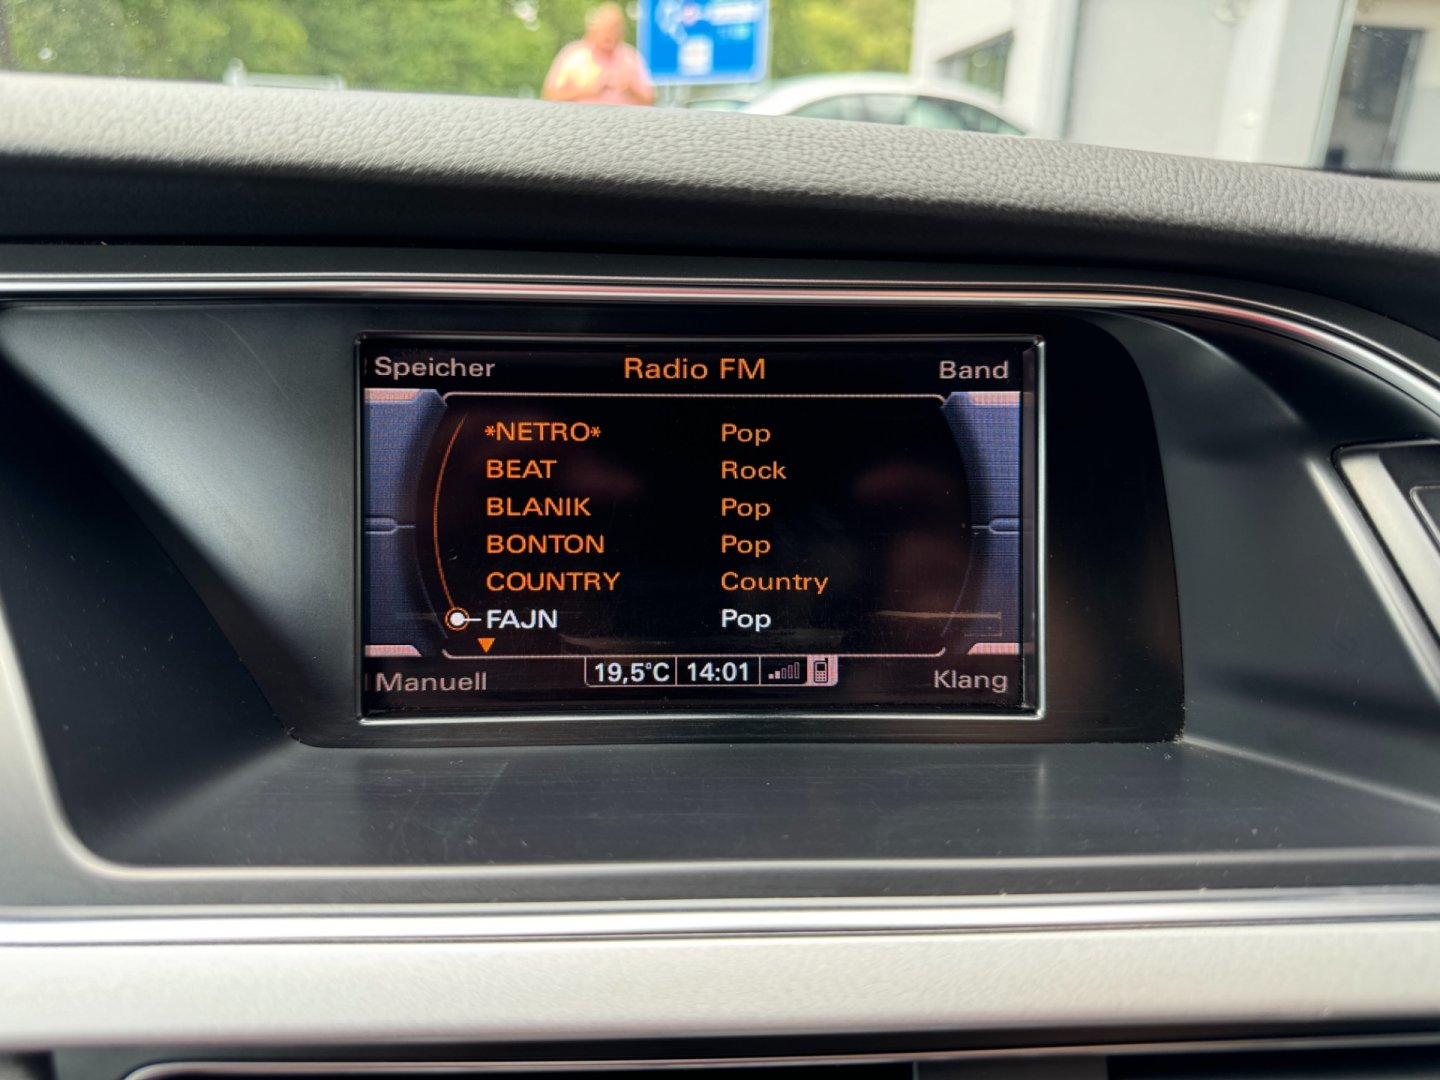 Speicher Radio FM Band
*NETRO* Pop
BEAT Rock
BLANIK Pop
BONTON Pop
COUNTRY Country
FAJN Pop
Manuell 19,5°C 14:01 Klang